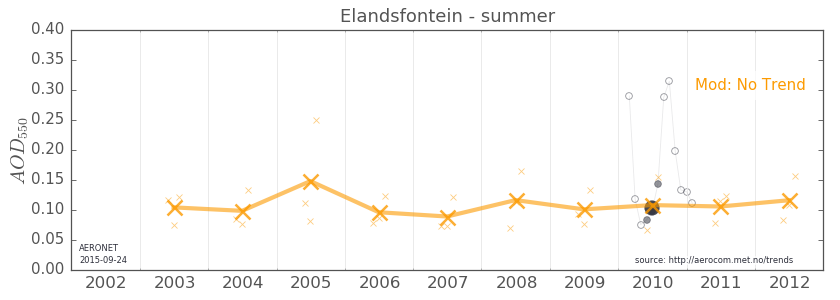 Elandsfontein - summer
0.40
0.35
0.30
0.25
0.20
0.15
0.10
0.05
0.00
AOD550
Mod: No Trend
AERONET
2015-09-24
source: http://aerocom.met.no/trends
2002 2003 2004 2005 2006 2007 2008 2009 2010 2011 2012